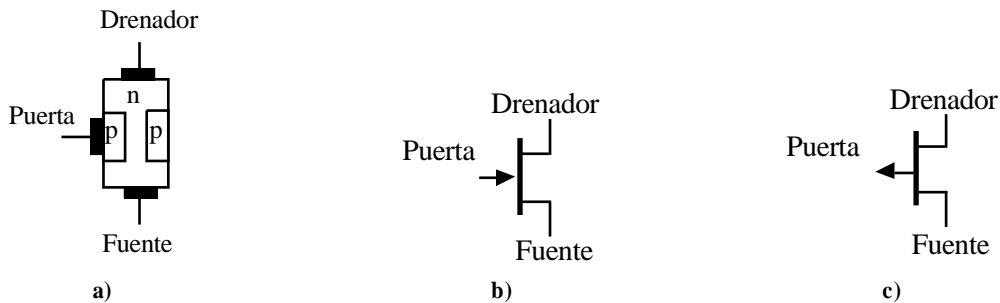 Drenador
n
Puerta
p p
Fuente
a)
Drenador
Puerta
Fuente
b)
Drenador
Puerta
Fuente
c)